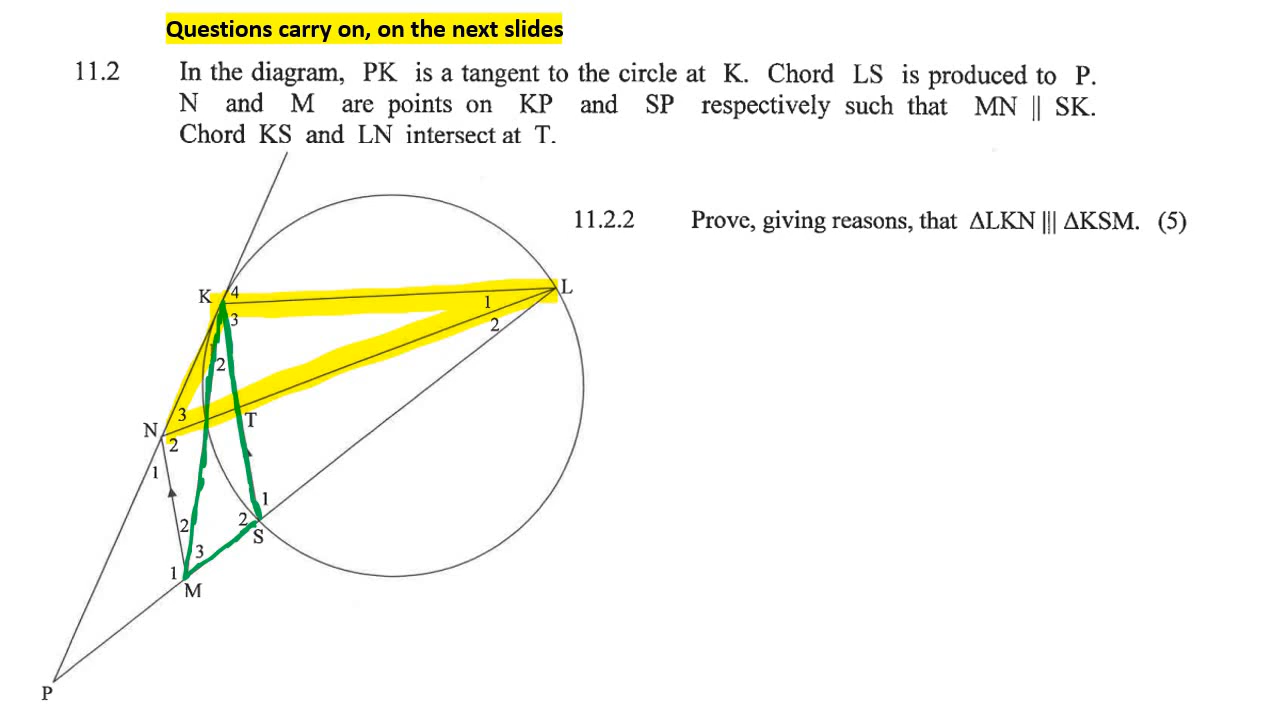 Questions carry on, on the next slides
11.2 In the diagram, PK is a tangent to the circle at K. Chord LS is produced to P.
N and M are points on KP and SP respectively such that MN || SK.
Chord KS and LN intersect at T.
11.2.2 Prove, giving reasons, that ΔLKN ||| ΔKSM. (5)
K 4 L
1
3
2
2
3
T
N
2
1
1
2
2
S
3
1
M
P